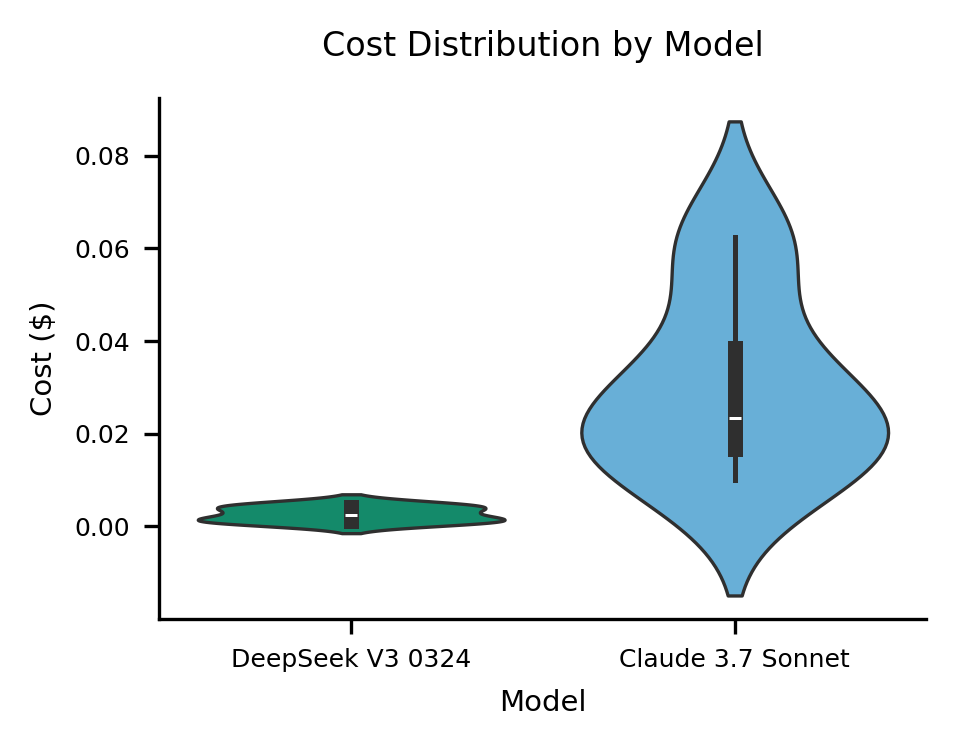 Cost Distribution by Model
Cost ($)
0.08
0.06
0.04
0.02
0.00
DeepSeek V3 0324
Claude 3.7 Sonnet
Model